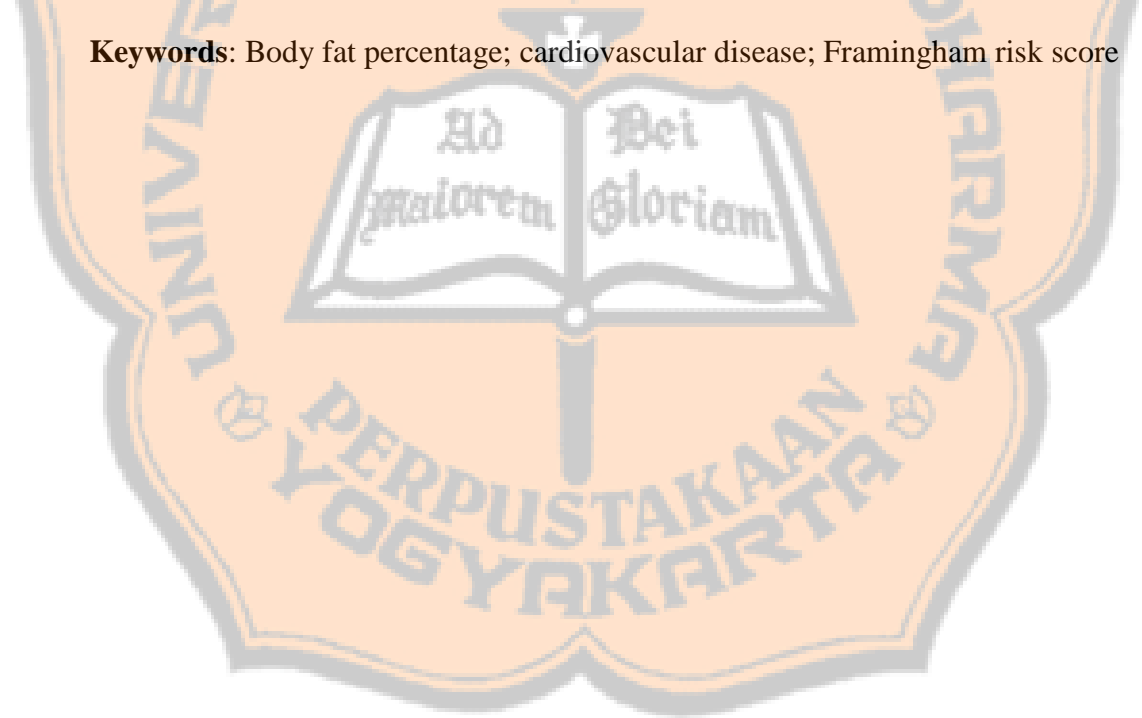 Keywords: Body fat percentage; cardiovascular disease; Framingham risk score
Ad Dei
Maiorem Gloriam
PERPUSTAKAAN
YOGYAKARTA